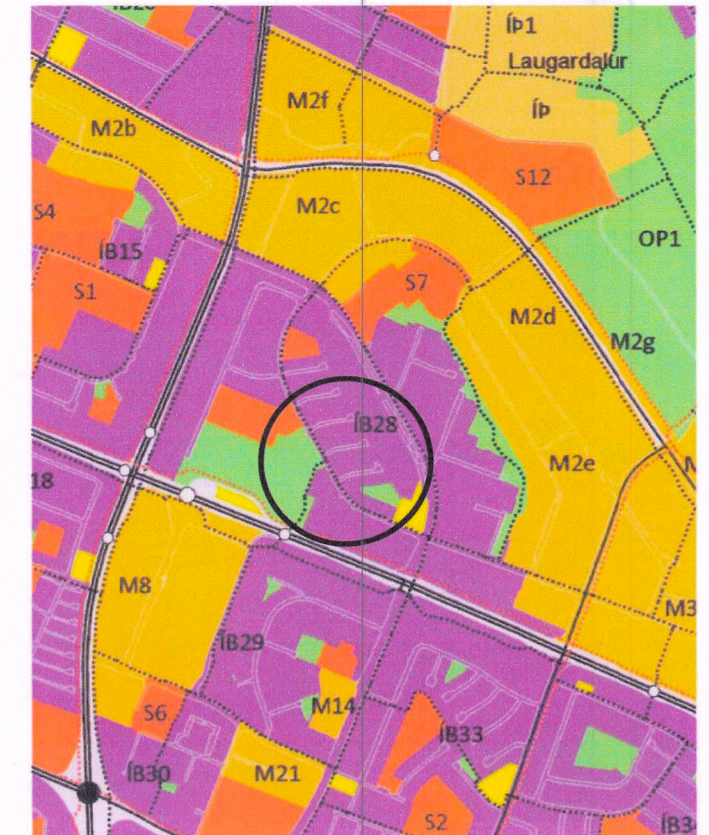 ÍÞ1
Laugardalur
M2f
ÍÞ
M2b
S12
M2c
S4
OP1
ÍB15
S7
S1
M2d
M2g
ÍB28
M2e
18
M8
M3
ÍB29
M14
S6
ÍB33
ÍB30
M21
S2